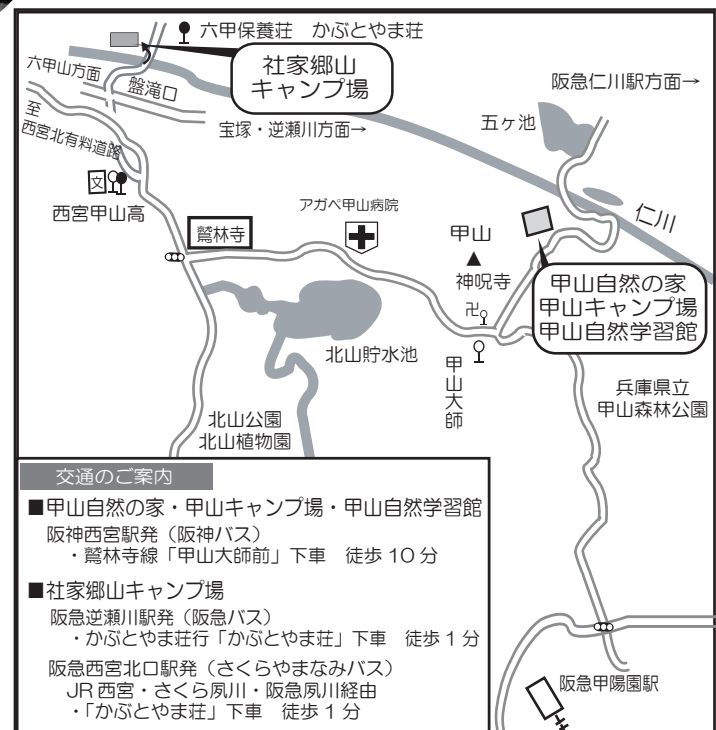 六甲保養荘 かぶとやま荘
社家郷山
キャンプ場
六甲山方面
盤滝口
阪急仁川駅方面→
至
西宮北有料道路
宝塚・逆瀬川方面→
五ヶ池
文
西宮甲山高
アガペ甲山病院
鷲林寺
甲山
仁川
神呪寺
卍
甲山自然の家
甲山キャンプ場
甲山自然学習館
北山貯水池
甲山大師
兵庫県立
甲山森林公園
北山公園
北山植物園
交通のご案内
■甲山自然の家・甲山キャンプ場・甲山自然学習館
阪神西宮駅発（阪神バス）
・鷲林寺線「甲山大師前」下車 徒歩10分
■社家郷山キャンプ場
阪急逆瀬川駅発（阪急バス）
・かぶとやま荘行「かぶとやま荘」下車 徒歩1分
阪急西宮北口駅発（さくらやまなみバス）
JR西宮・さくら夙川・阪急夙川経由
・「かぶとやま荘」下車 徒歩1分
阪急甲陽園駅